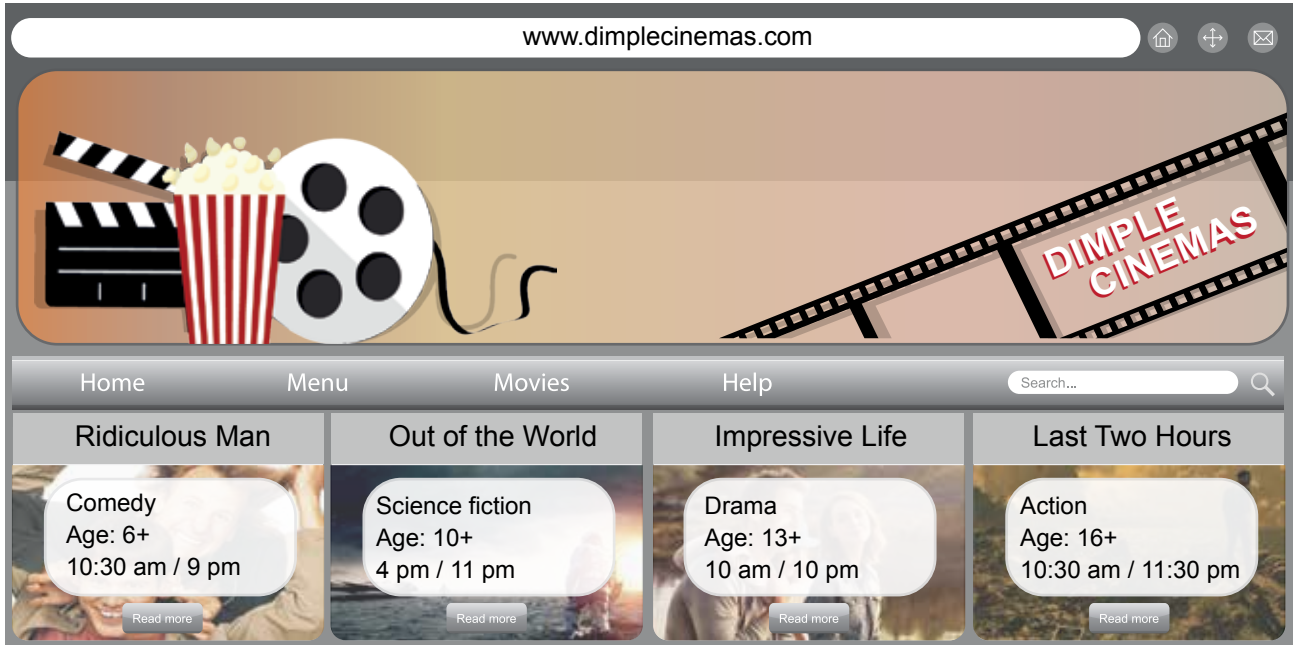 www.dimplecinemas.com
DIMPLE
CINEMAS
Home Menu Movies Help Search...
Ridiculous Man
Comedy
Age: 6+
10:30 am / 9 pm
Read more
Out of the World
Science fiction
Age: 10+
4 pm / 11 pm
Read more
Impressive Life
Drama
Age: 13+
10 am / 10 pm
Read more
Last Two Hours
Action
Age: 16+
10:30 am / 11:30 pm
Read more